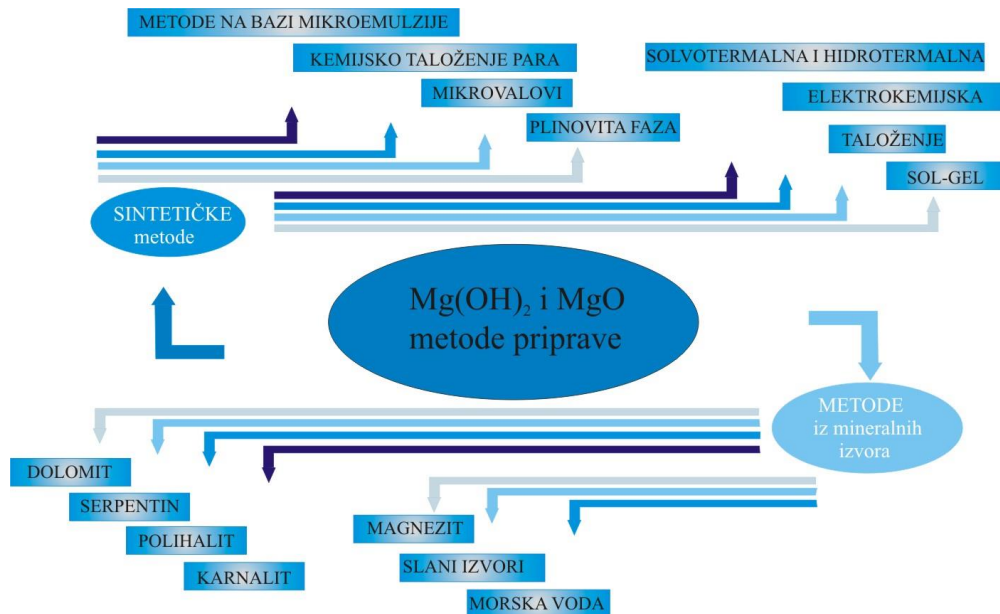 METODE NA BAZI MIKROEMULZIJE
KEMIJSKO TALOŽENJE PARA
MIKROVALOVI
PLINOVITA FAZA
SOLVOTERMALNA I HIDROTERMALNA
ELEKTROKEMIJSKA
TALOŽENJE
SOL-GEL
SINTETIČKE
metode
Mg(OH)₂ i MgO
metode priprave
METODE
iz mineralnih
izvora
DOLOMIT
SERPENTIN
POLIHALIT
KARNALIT
MAGNEZIT
SLANI IZVORI
MORSKA VODA